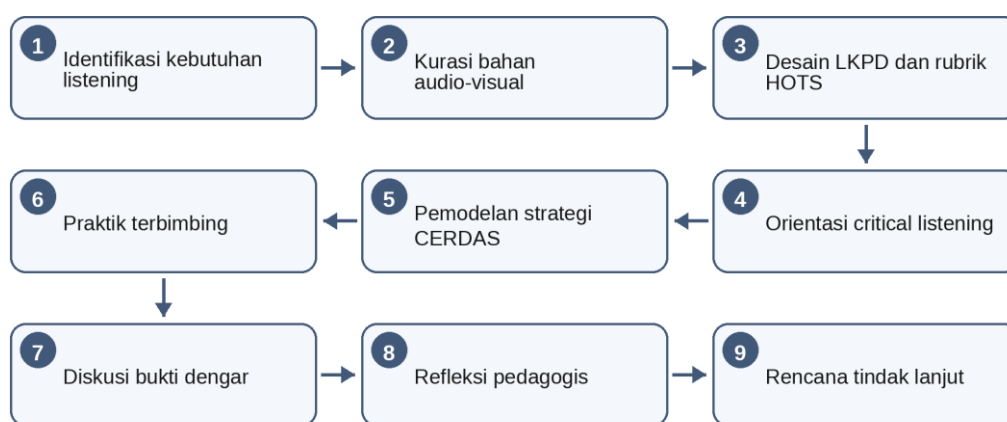 1
Identifikasi kebutuhan
listening
2
Kurasi bahan
audio-visual
3
Desain LKPD dan rubrik
HOTS
4
Orientasi critical listening
5
Pemodelan strategi
CERDAS
6
Praktik terbimbing
7
Diskusi bukti dengar
8
Refleksi pedagogis
9
Rencana tindak lanjut